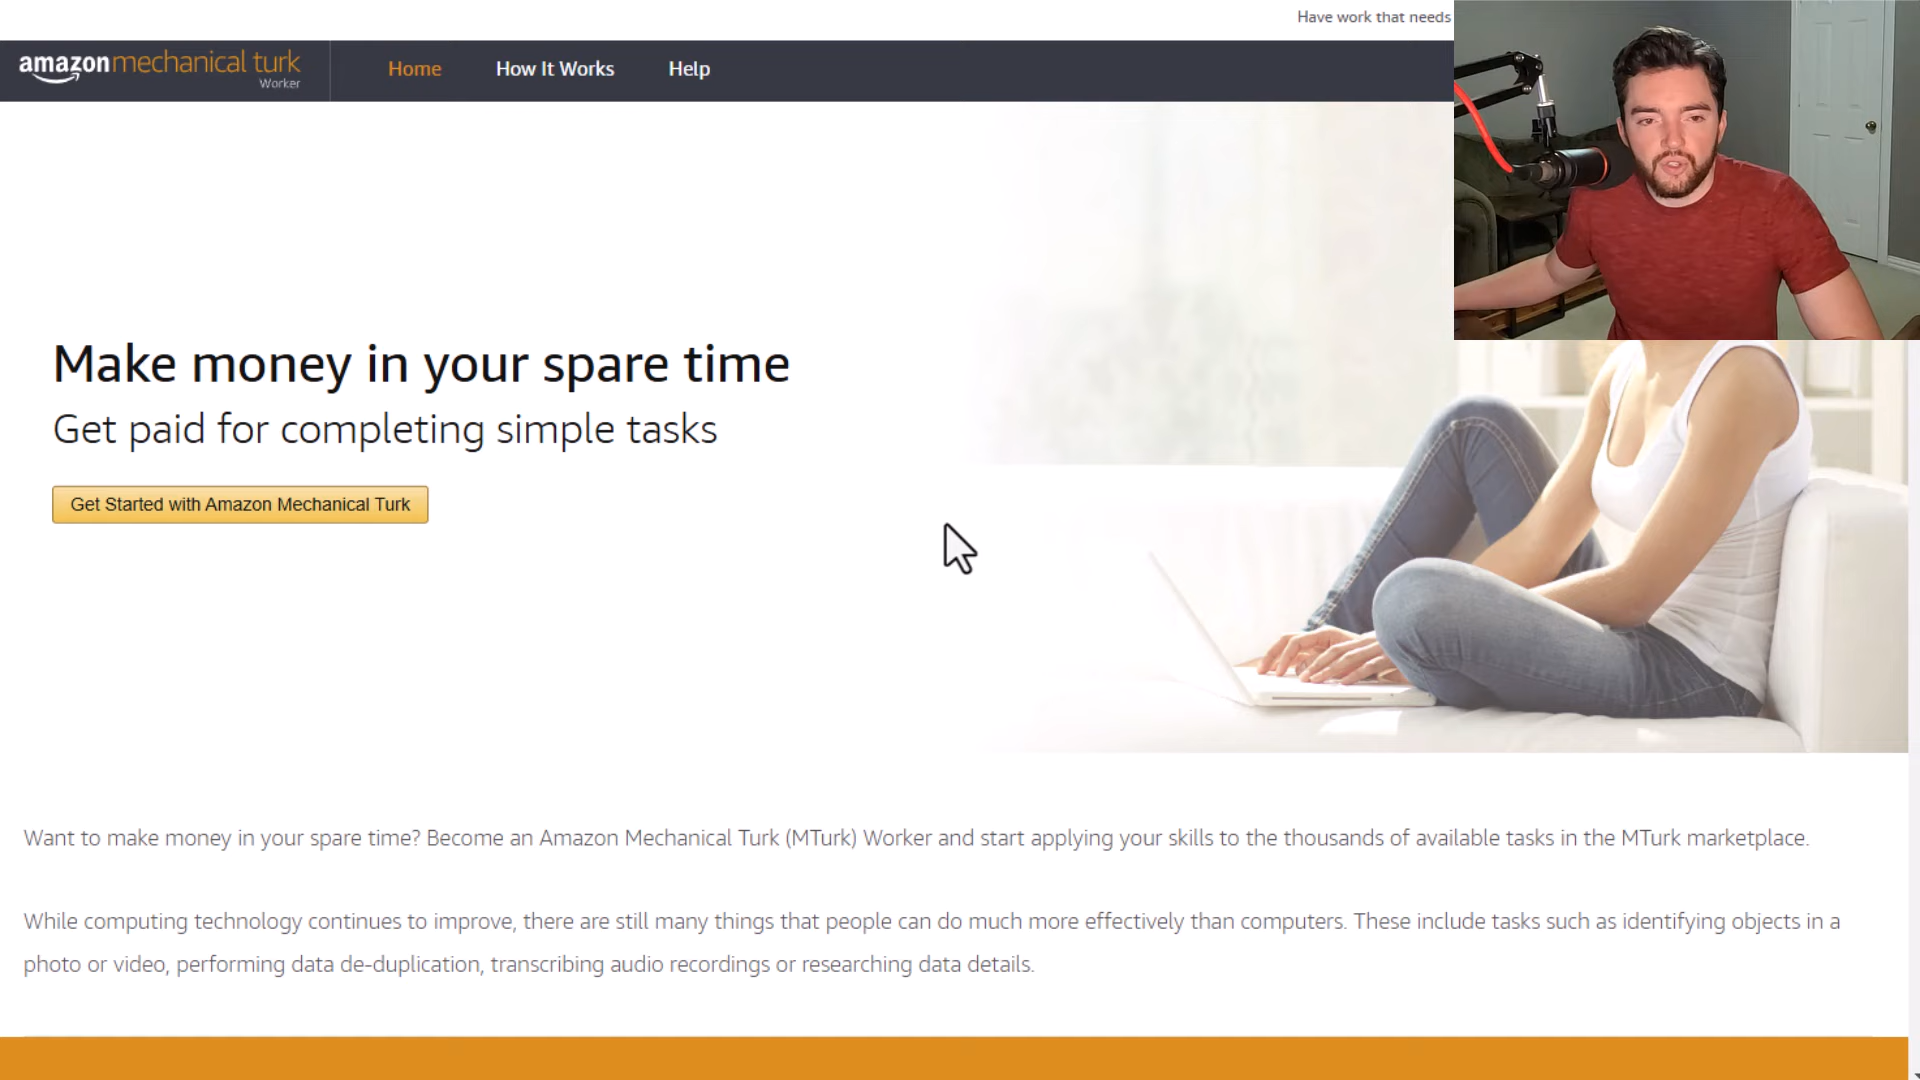 Have work that needs
amazonmechanical turk
Worker
Home How It Works Help
Make money in your spare time
Get paid for completing simple tasks
Get Started with Amazon Mechanical Turk
Want to make money in your spare time? Become an Amazon Mechanical Turk (MTurk) Worker and start applying your skills to the thousands of available tasks in the MTurk marketplace.
While computing technology continues to improve, there are still many things that people can do much more effectively than computers. These include tasks such as identifying objects in a
photo or video, performing data de-duplication, transcribing audio recordings or researching data details.